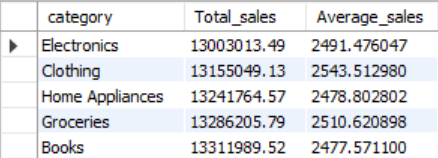 category Total_sales Average_sales
Electronics 13003013.49 2491.476047
Clothing 13155049.13 2543.512980
Home Appliances 13241764.57 2478.802802
Groceries 13286205.79 2510.620898
Books 13311989.52 2477.571100